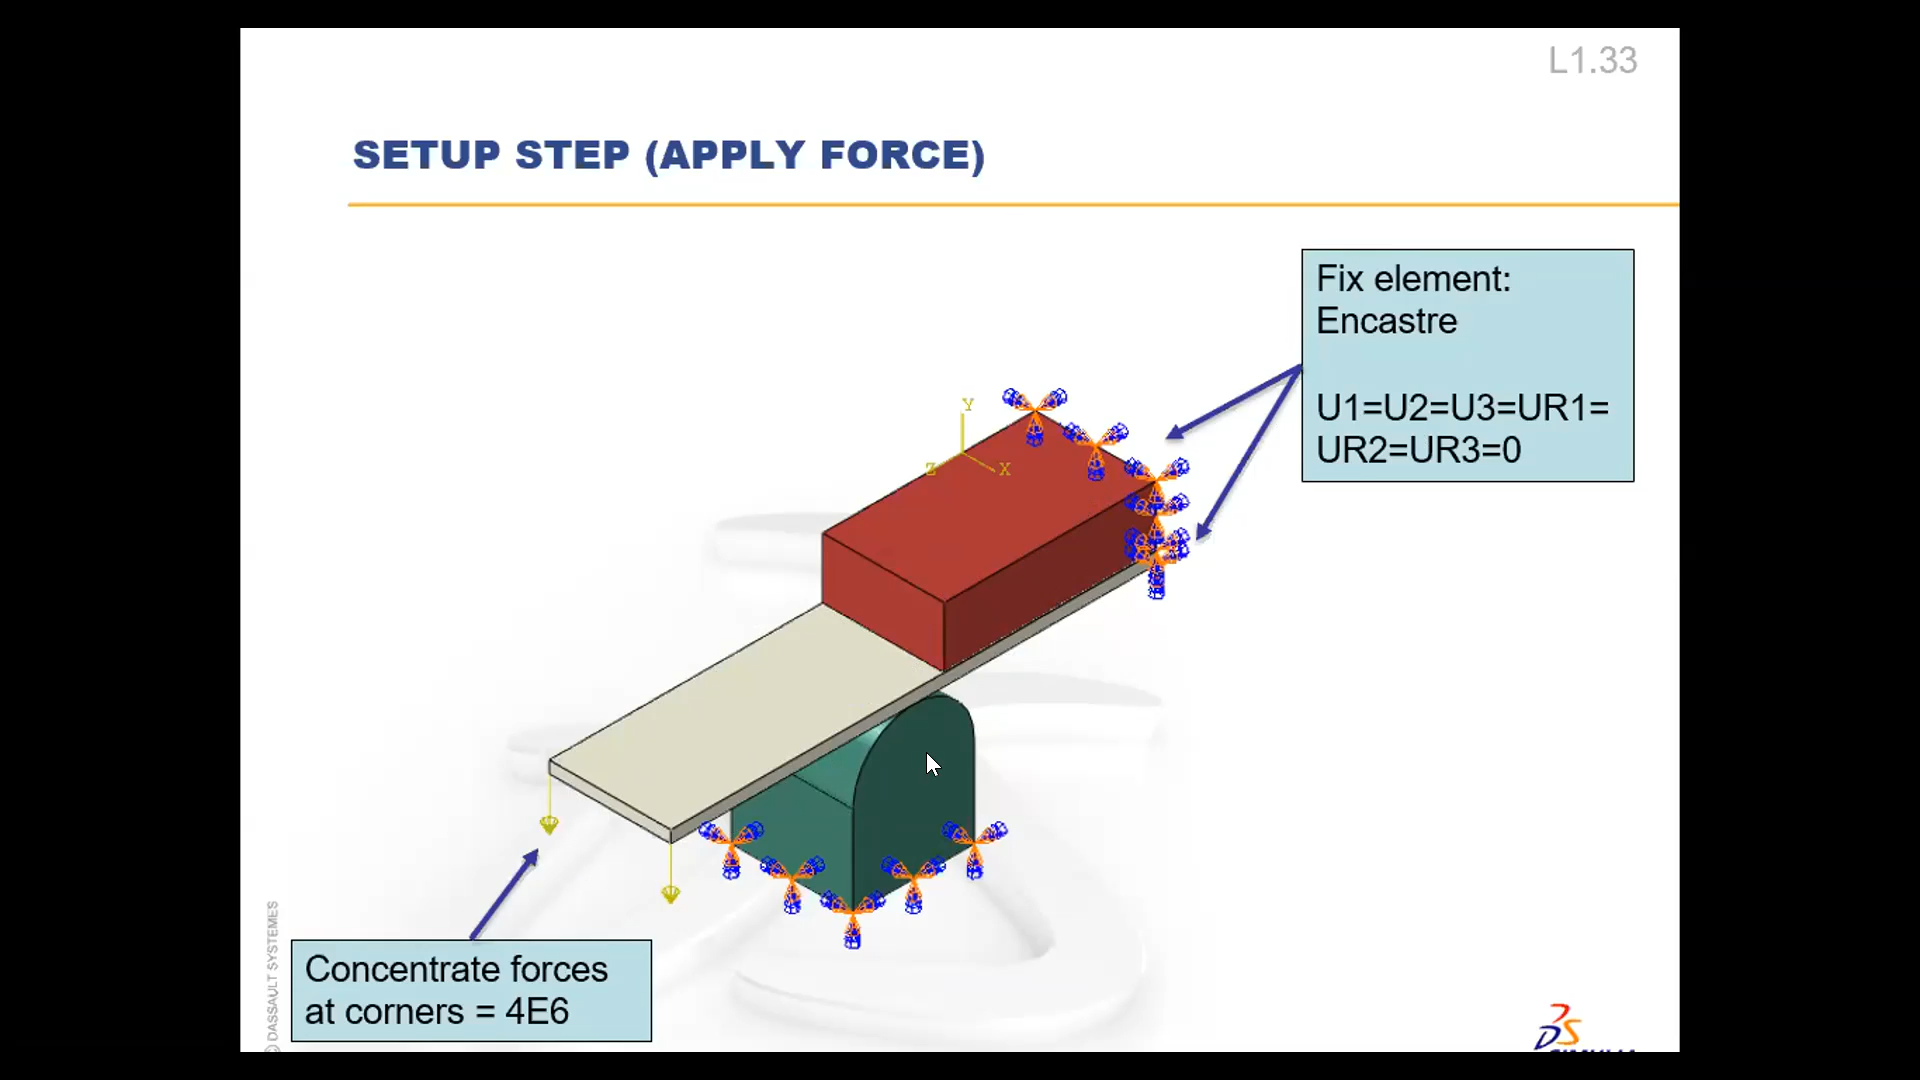 L1.33
SETUP STEP (APPLY FORCE)
Fix element:
Encastre
U1=U2=U3=UR1=
UR2=UR3=0
Y
Z
X
Concentrate forces
at corners = 4E6
© DASSAULT SYSTEMES